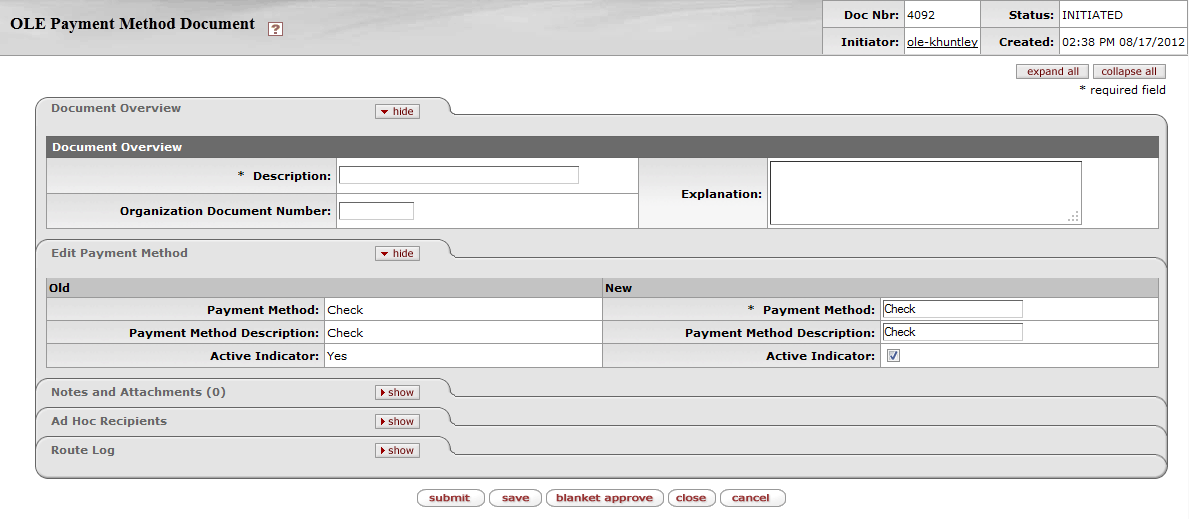 OLE Payment Method Document ?
Doc Nbr: 4092 Status: INITIATED
Initiator: ole-khuntley Created: 02:38 PM 08/17/2012
expand all collapse all
* required field
Document Overview hide
Document Overview
* Description: Explanation:
Organization Document Number:
Edit Payment Method hide
Old New
Payment Method: Check * Payment Method: Check
Payment Method Description: Check Payment Method Description: Check
Active Indicator: Yes Active Indicator:
Notes and Attachments (0) show
Ad Hoc Recipients show
Route Log show
submit save blanket approve close cancel